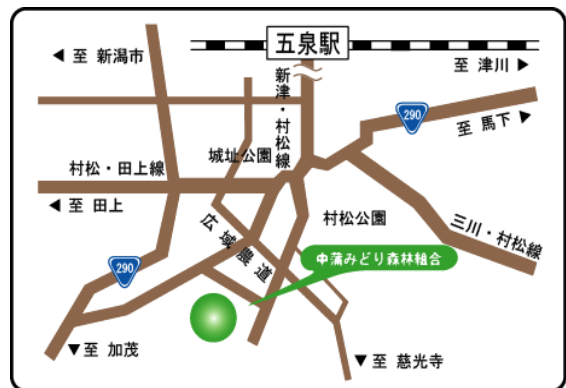 五泉駅
◀ 至 新潟市
至 津川 ▶
新津・村松線
290
至 馬下 ▶
城址公園
村松・田上線
◀ 至 田上
広域農道
村松公園
三川・村松線
中蒲みどり森林組合
290
▼至 加茂
▼至 慈光寺